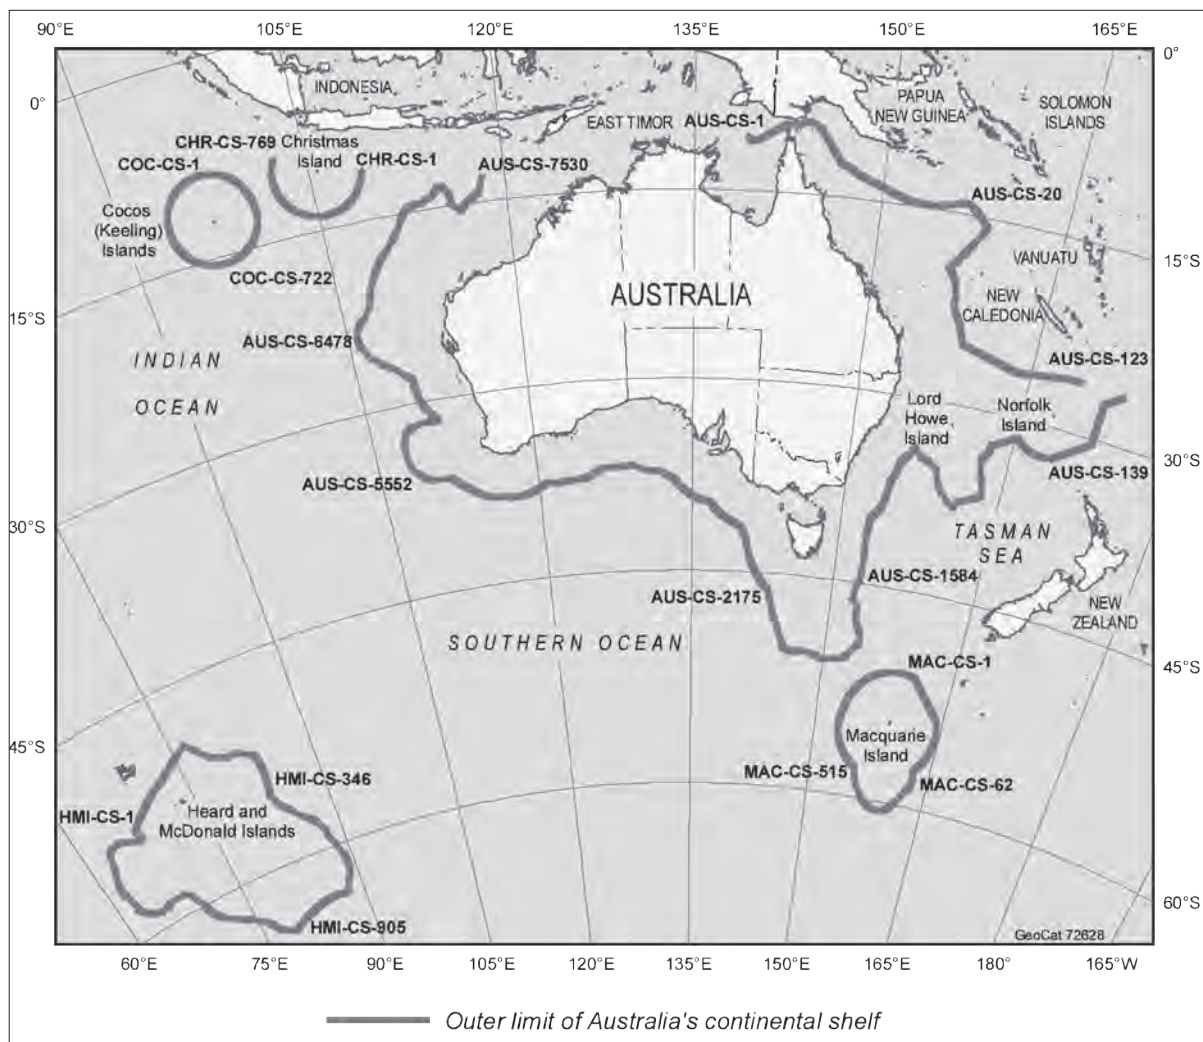 90°E 105°E 120°E 135°E 150°E 165°E
0°
0°
INDONESIA
PAPUA
NEW GUINEA
SOLOMON
ISLANDS
EAST TIMOR
AUS-CS-1
CHR-CS-769
Christmas
Island
CHR-CS-1
COC-CS-1
AUS-CS-7530
AUS-CS-20
Cocos
(Keeling)
Islands
COC-CS-722
VANUATU
15°S
AUSTRALIA
NEW
CALEDONIA
15°S
AUS-CS-6478
INDIAN
OCEAN
AUS-CS-123
Lord
Howe
Island
Norfolk
Island
30°S
AUS-CS-5552
AUS-CS-139
30°S
TASMAN
SEA
AUS-CS-1584
AUS-CS-2175
NEW
ZEALAND
SOUTHERN OCEAN
45°S
MAC-CS-1
Macquarie
Island
45°S
MAC-CS-515
MAC-CS-62
HMI-CS-346
HMI-CS-1
Heard and
McDonald Islands
60°S
HMI-CS-905
GeoCat 72628
60°E 75°E 90°E 105°E 120°E 135°E 150°E 165°E 180° 165°W
Outer limit of Australia's continental shelf